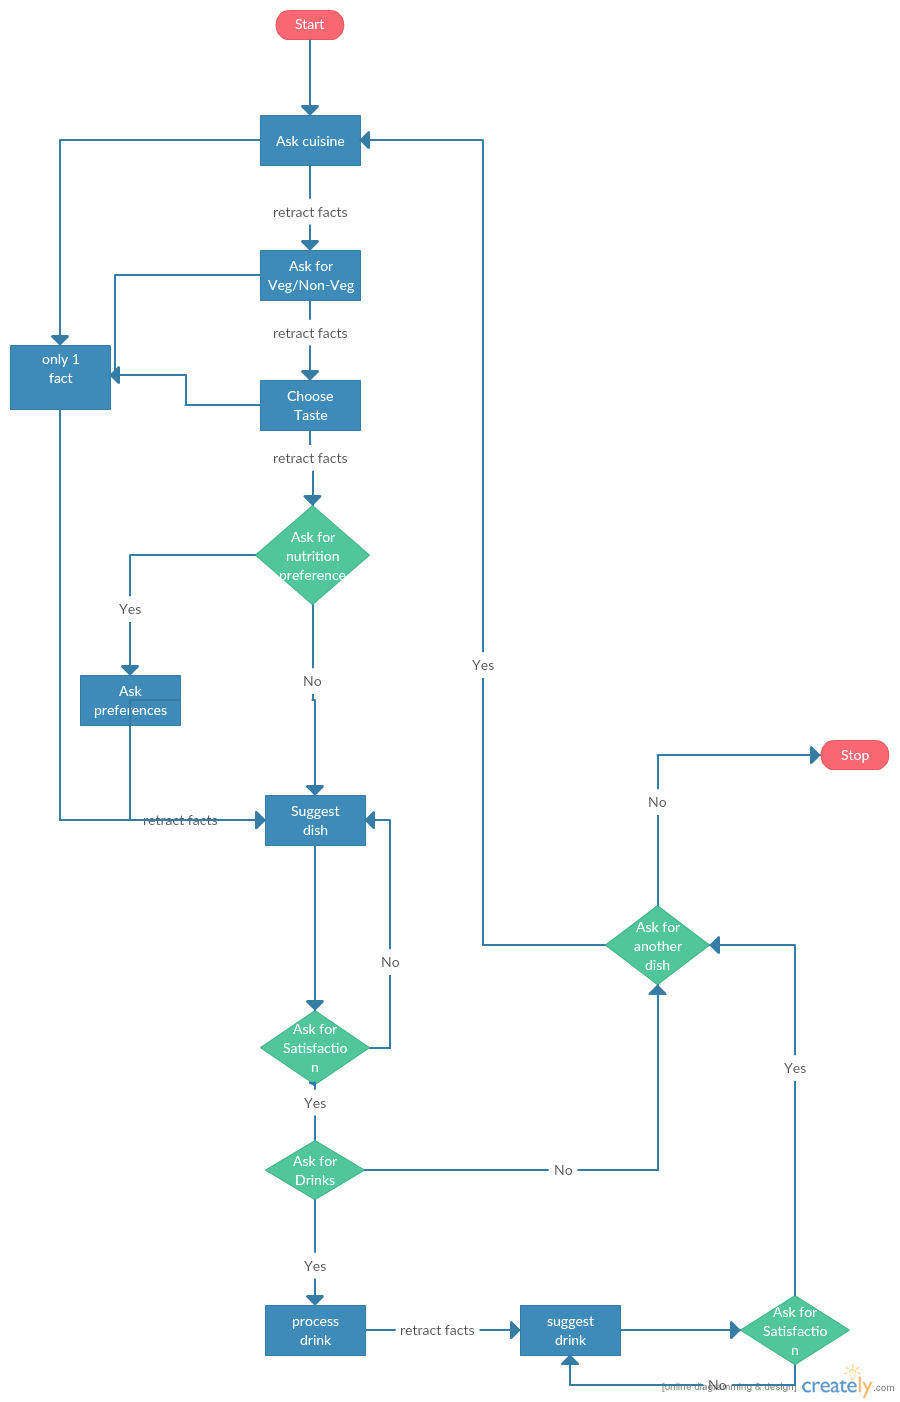 Start
Ask cuisine
retract facts
Ask for
Veg/Non-Veg
retract facts
only 1
fact
Choose
Taste
retract facts
Ask for
nutrition
preference
Yes
No
Yes
Ask
preferences
Stop
No
Suggest
dish
retract facts
Ask for
another
dish
No
Ask for
Satisfactio
n
Yes
Yes
Ask for
Drinks
No
Yes
process
drink
retract facts
suggest
drink
Ask for
Satisfactio
n
No
[online diagramming & design]
creately.com